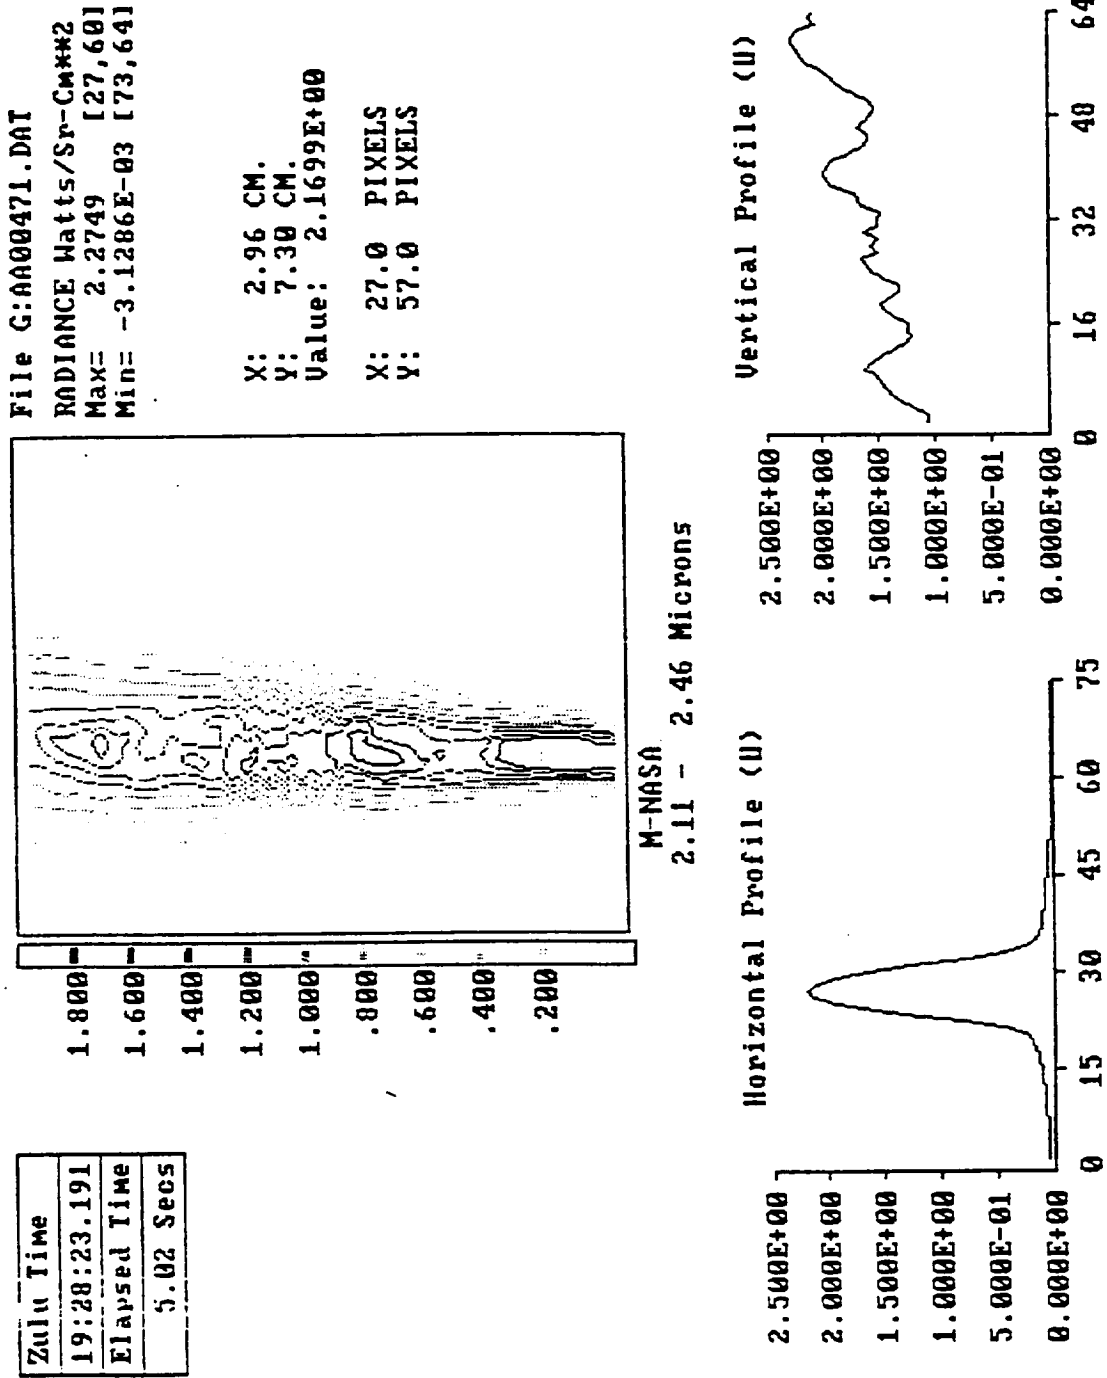 Zulu Time
19:28:23.191
Elapsed Time
5.02 Secs
1.800
1.600
1.400
1.200
1.000
.800
.600
.400
.200
M-NASA
2.11 - 2.46 Microns
File G:AA00471.DAT
RADIANCE Watts/Sr-Cm**2
Max= 2.2749 [27,60]
Min= -3.1286E-03 [73,64]
X: 2.96 CM.
Y: 7.30 CM.
Value: 2.1699E+00
X: 27.0 PIXELS
Y: 57.0 PIXELS
Horizontal Profile (U)
2.500E+00
2.000E+00
1.500E+00
1.000E+00
5.000E-01
0.000E+00
0 15 30 45 60 75
Vertical Profile (U)
2.500E+00
2.000E+00
1.500E+00
1.000E+00
5.000E-01
0.000E+00
0 16 32 48 64